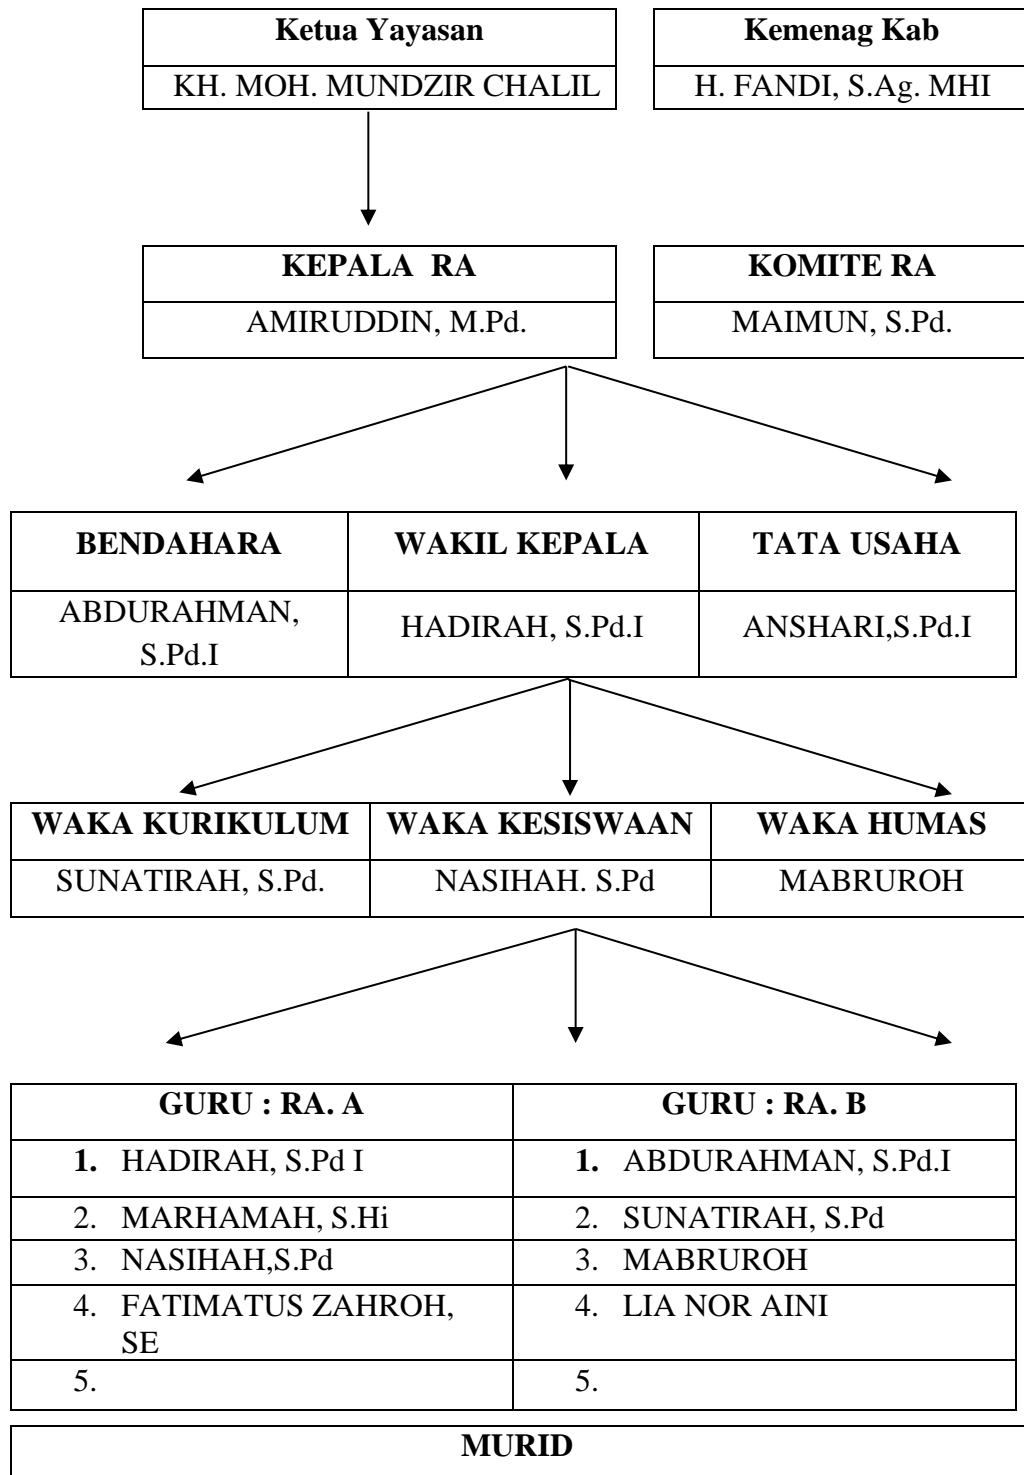 Ketua Yayasan
Kemenag Kab
KH. MOH. MUNDZIR CHALIL
H. FANDI, S.Ag. MHI
KEPALA RA
KOMITE RA
AMIRUDDIN, M.Pd.
MAIMUN, S.Pd.
BENDAHARA
WAKIL KEPALA
TATA USAHA
ABDURAHMAN,
S.Pd.I
HADIRAH, S.Pd.I
ANSHARI,S.Pd.I
WAKA KURIKULUM
WAKA KESISWAAN
WAKA HUMAS
SUNATIRAH, S.Pd.
NASIHAH. S.Pd
MABRUROH
GURU : RA. A
GURU : RA. B
1. HADIRAH, S.Pd I
1. ABDURAHMAN, S.Pd.I
2. MARHAMAH, S.Hi
2. SUNATIRAH, S.Pd
3. NASIHAH,S.Pd
3. MABRUROH
4. FATIMATUS ZAHROH,
SE
4. LIA NOR AINI
5.
5.
MURID